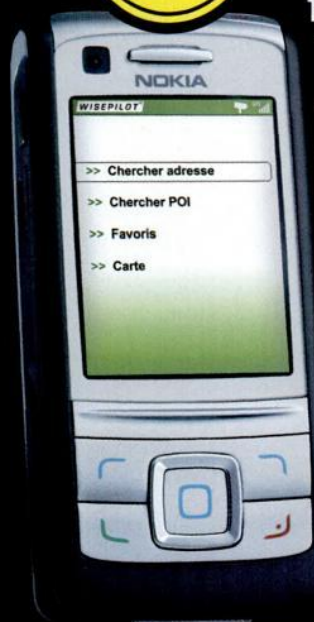 NOKIA
WISEPILOT
>> Chercher adresse
>> Chercher POI
>> Favoris
>> Carte